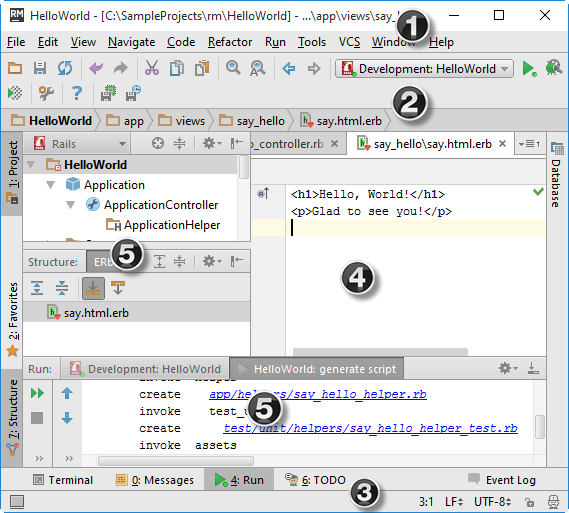 RM HelloWorld - [C:\SampleProjects\rm\HelloWorld] - ...\app\views\say_
1
File Edit View Navigate Code Refactor Run Tools VCS Window Help
Development: HelloWorld
2
HelloWorld app views say_hello say.html.erb
1: Project
Rails
o_controller.rb
say_hello\say.html.erb
1
Database
HelloWorld
Application
ApplicationController
ApplicationHelper
<h1>Hello, World!</h1>
<p>Glad to see you!</p>
4
Structure:
5
say.html.erb
2: Favorites
7: Structure
Run: Development: HelloWorld HelloWorld: generate script
invoke helper
create app/helpers/say_hello_helper.rb
invoke
5
create test/unit/helpers/say_hello_helper_test.rb
invoke assets
Terminal 0: Messages 4: Run 6: TODO Event Log
3
3:1 LF UTF-8